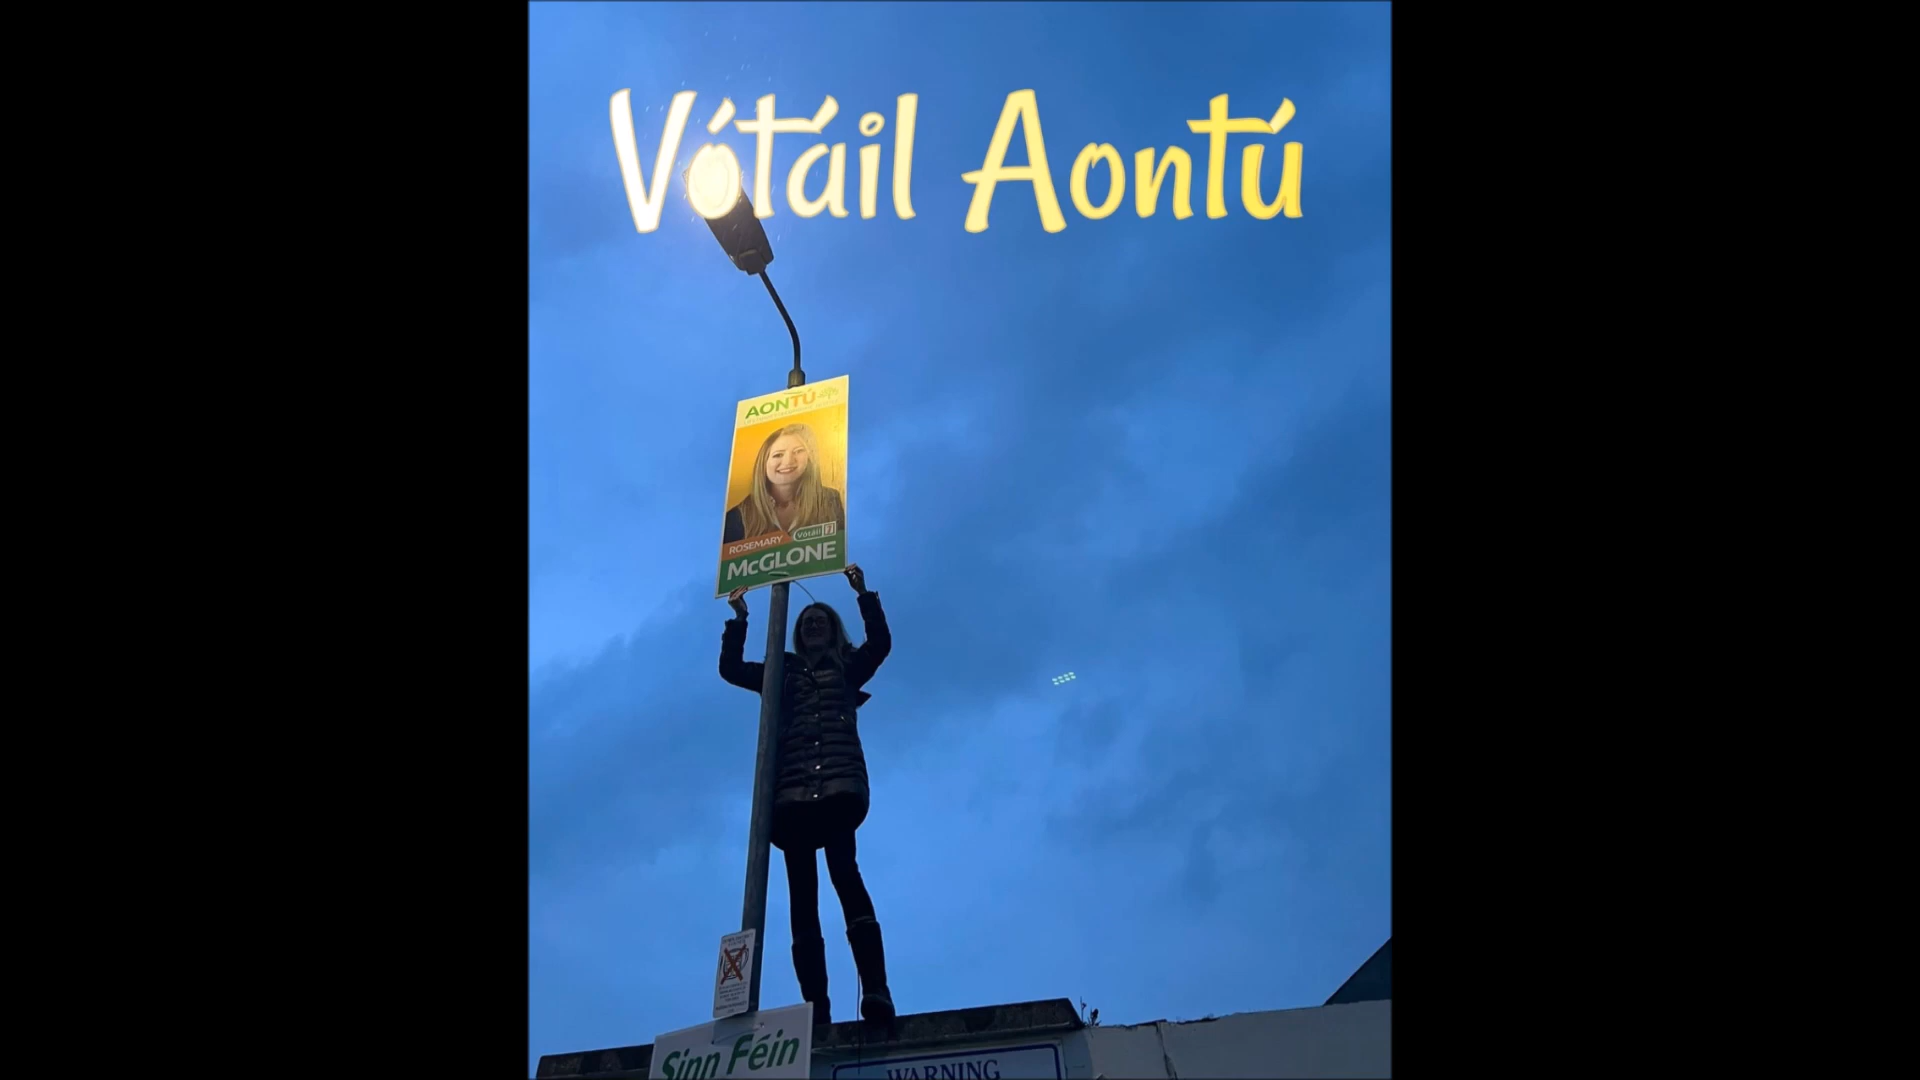 Vótáil Aontú
AONTÚ
ROSEMARY
Vótáil 1
McGLONE
Sinn Féin
WARNING